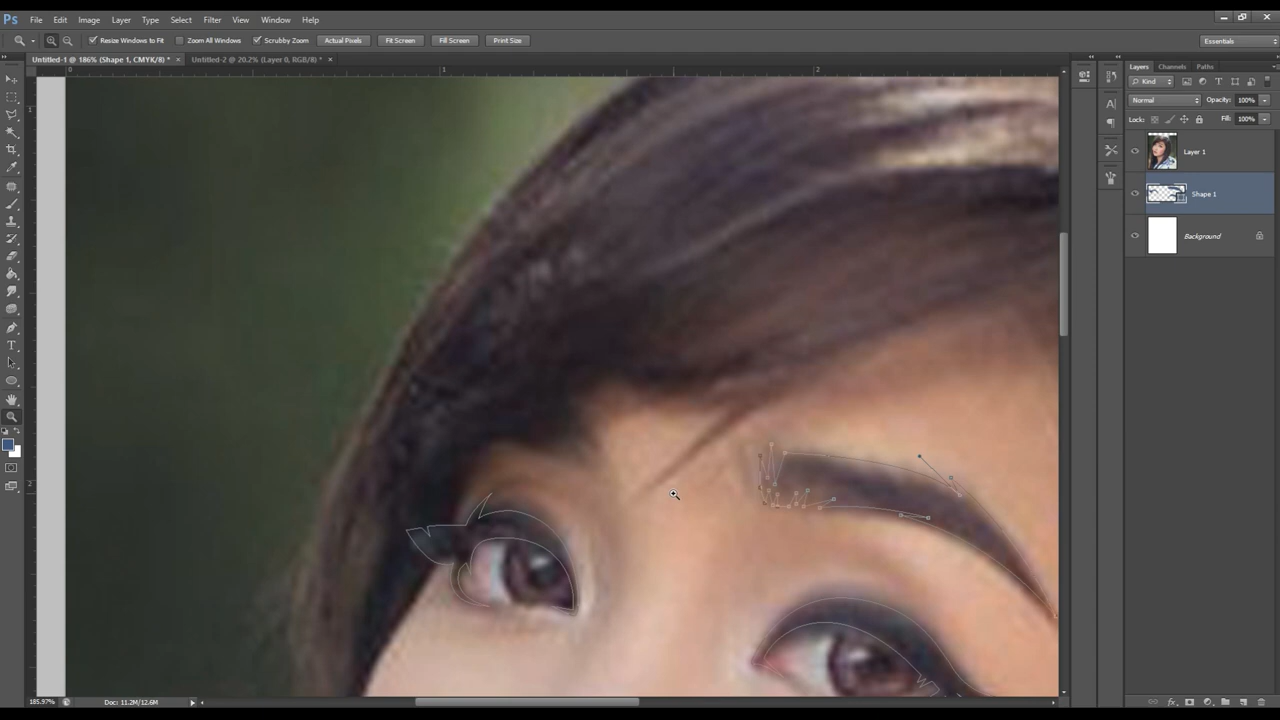 Ps File Edit Image Layer Type Select Filter View Window Help
Resize Windows to Fit Zoom All Windows Scrubby Zoom Actual Pixels Fit Screen Fill Screen Print Size Essentials
Untitled-1 @ 186% (Shape 1, CMYK/8) * × Untitled-2 @ 20.2% (Layer 0, RGB/8) * ×
Layers Channels Paths
0 1 2
Kind
Normal Opacity: 100%
Lock: Fill: 100%
Layer 1
Shape 1
Background
185.97% Doc: 11.2M/12.6M